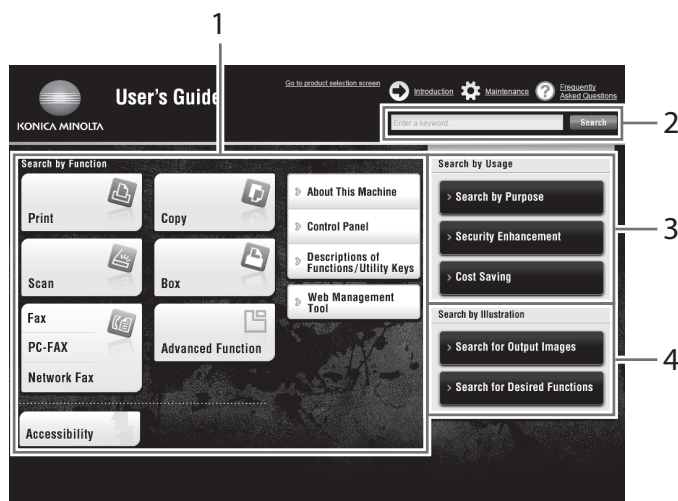 1
Go to product selection screen
Introduction
Maintenance
Frequently
Asked Questions
KONICA MINOLTA
User's Guide
Enter a keyword.
Search
2
Search by Function
Print
Copy
Scan
Box
Fax
PC-FAX
Network Fax
Advanced Function
Accessibility
About This Machine
Control Panel
Descriptions of
Functions/Utility Keys
Web Management
Tool
Search by Usage
Search by Purpose
Security Enhancement
Cost Saving
3
Search by Illustration
Search for Output Images
Search for Desired Functions
4